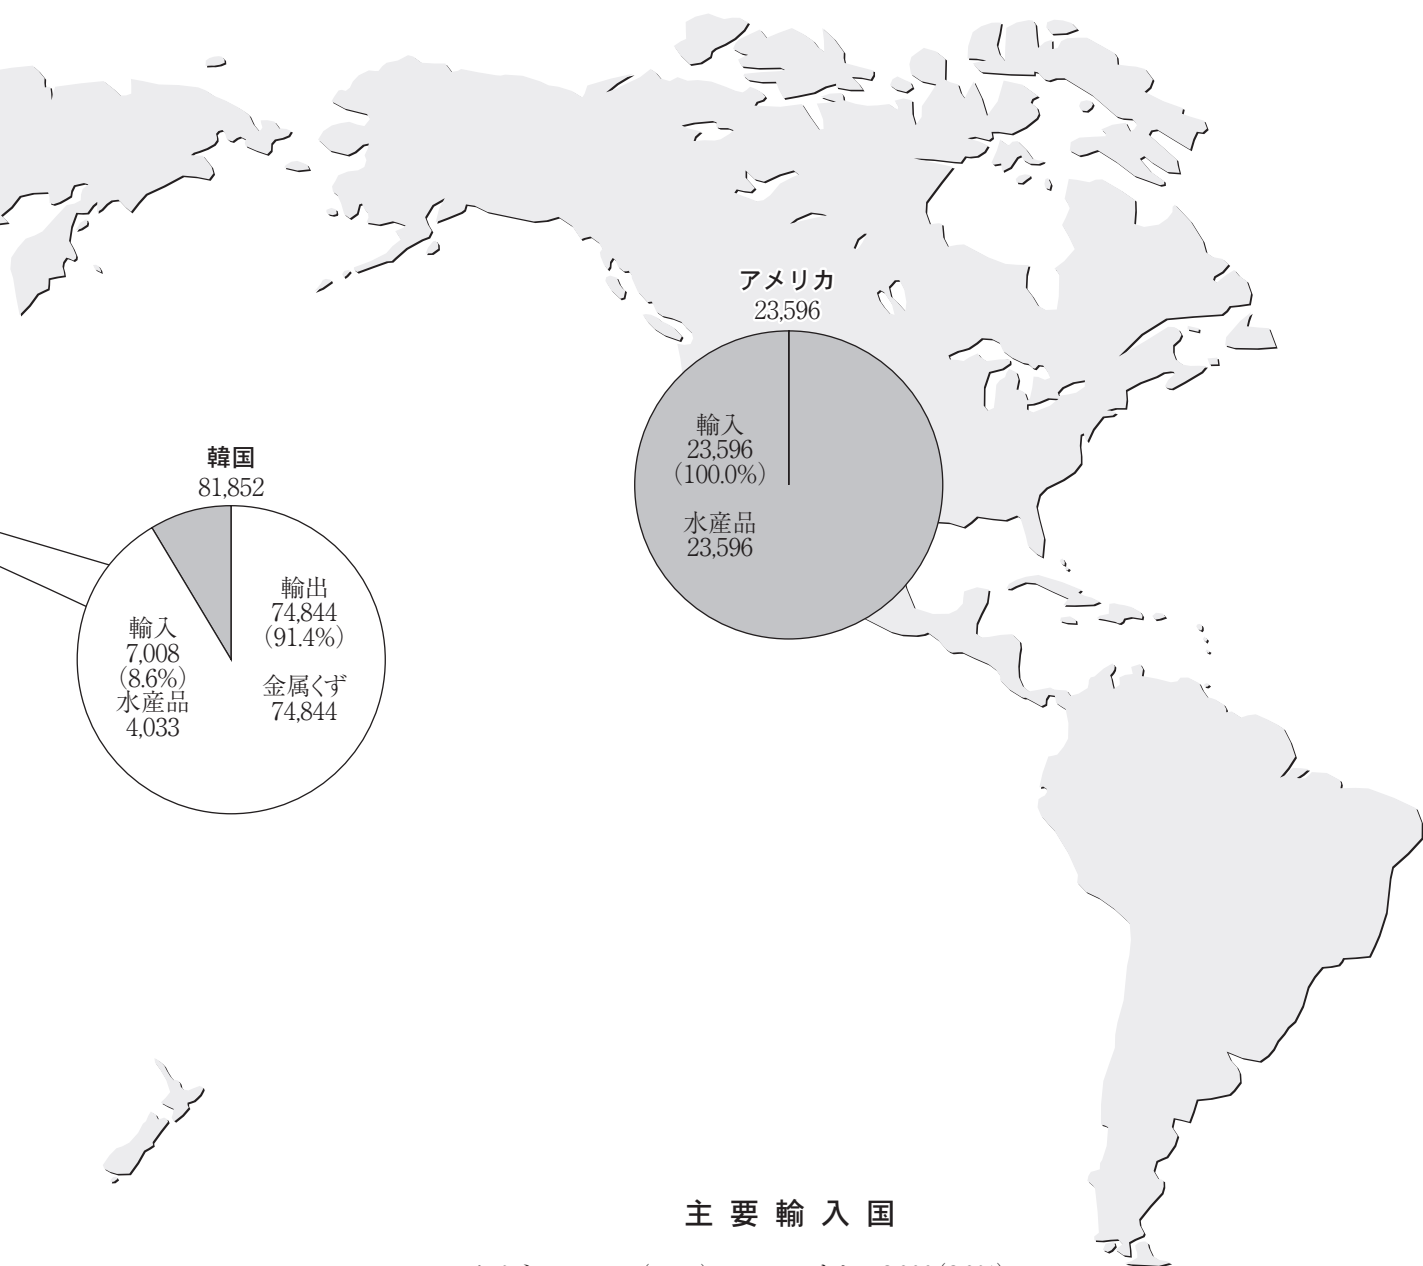 アメリカ
23,596
輸入
23,596
(100.0%)
水産品
23,596
韓国
81,852
輸出
74,844
(91.4%)
金属くず
74,844
輸入
7,008
(8.6%)
水産品
4,033
主要輸入国